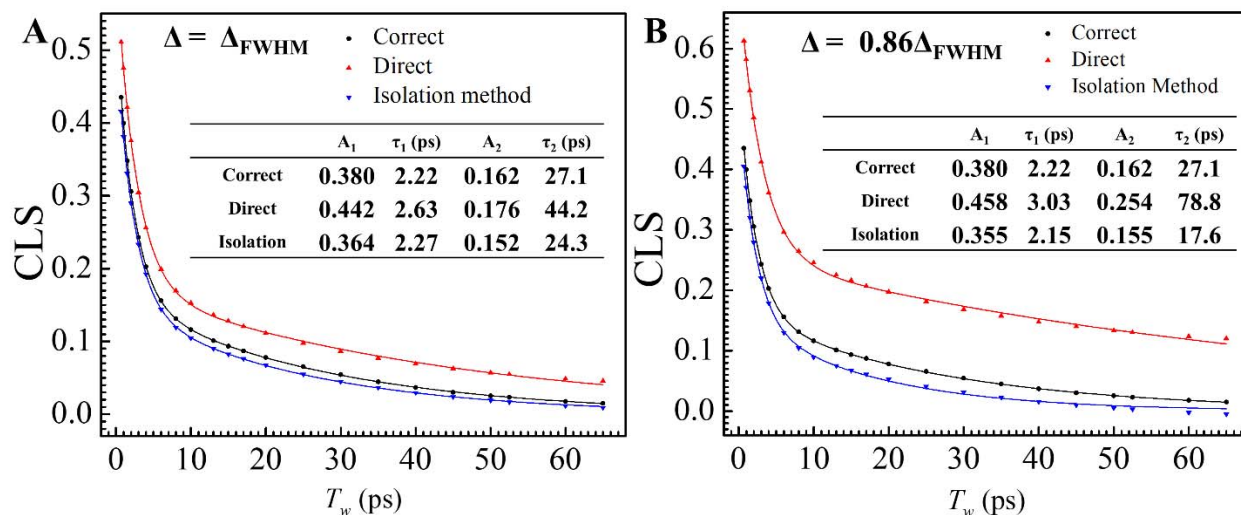 A
Δ = Δ_FWHM
Correct
Direct
Isolation method
A₁ τ₁ (ps) A₂ τ₂ (ps)
Correct 0.380 2.22 0.162 27.1
Direct 0.442 2.63 0.176 44.2
Isolation 0.364 2.27 0.152 24.3
CLS
0.5
0.4
0.3
0.2
0.1
0.0
0 10 20 30 40 50 60
T_w (ps)
B
Δ = 0.86Δ_FWHM
Correct
Direct
Isolation Method
A₁ τ₁ (ps) A₂ τ₂ (ps)
Correct 0.380 2.22 0.162 27.1
Direct 0.458 3.03 0.254 78.8
Isolation 0.355 2.15 0.155 17.6
CLS
0.6
0.5
0.4
0.3
0.2
0.1
0.0
0 10 20 30 40 50 60
T_w (ps)